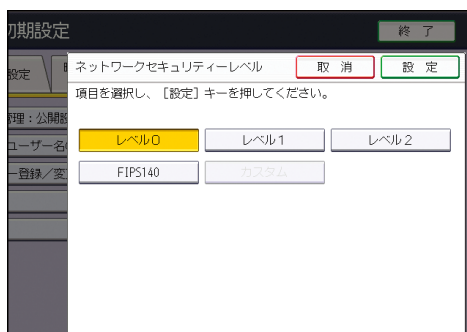 初期設定
終 了
設定
ネットワークセキュリティーレベル
取 消
設 定
項目を選択し、［設定］キーを押してください。
管理：公開
ユーザー名
レベル０
レベル１
レベル２
ー登録／変
FIPS140
カスタム